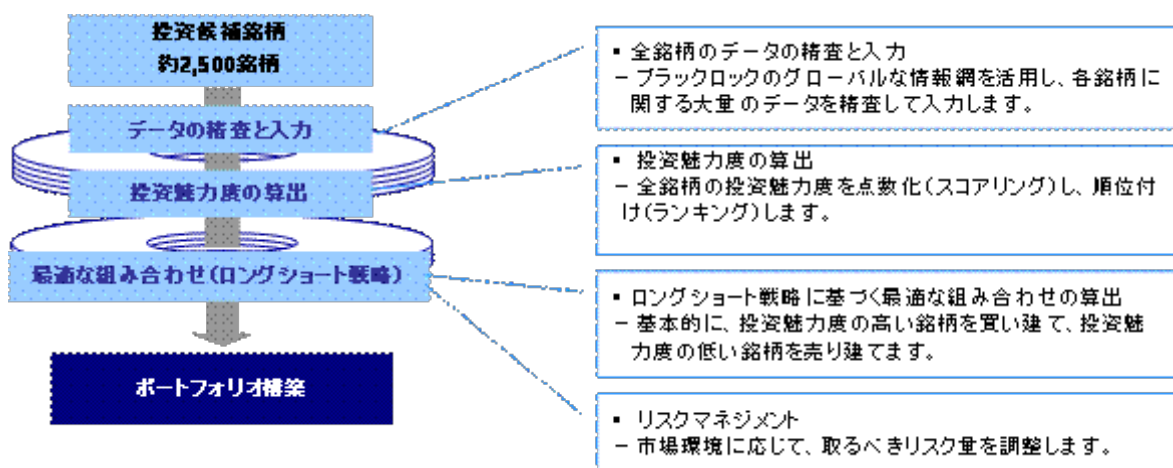 投資候補銘柄
約2,500銘柄
データの精査と入力
投資魅力度の算出
最適な組み合わせ(ロングショート戦略)
ポートフォリオ構築
▪ 全銘柄のデータの精査と入力
− ブラックロックのグローバルな情報網を活用し、各銘柄に
関する大量のデータを精査して入力します。
▪ 投資魅力度の算出
− 全銘柄の投資魅力度を点数化(スコアリング)し、順位付
け(ランキング)します。
▪ ロングショート戦略に基づく最適な組み合わせの算出
− 基本的に、投資魅力度の高い銘柄を買い建て、投資魅
力度の低い銘柄を売り建てます。
▪ リスクマネジメント
− 市場環境に応じて、取るべきリスク量を調整します。